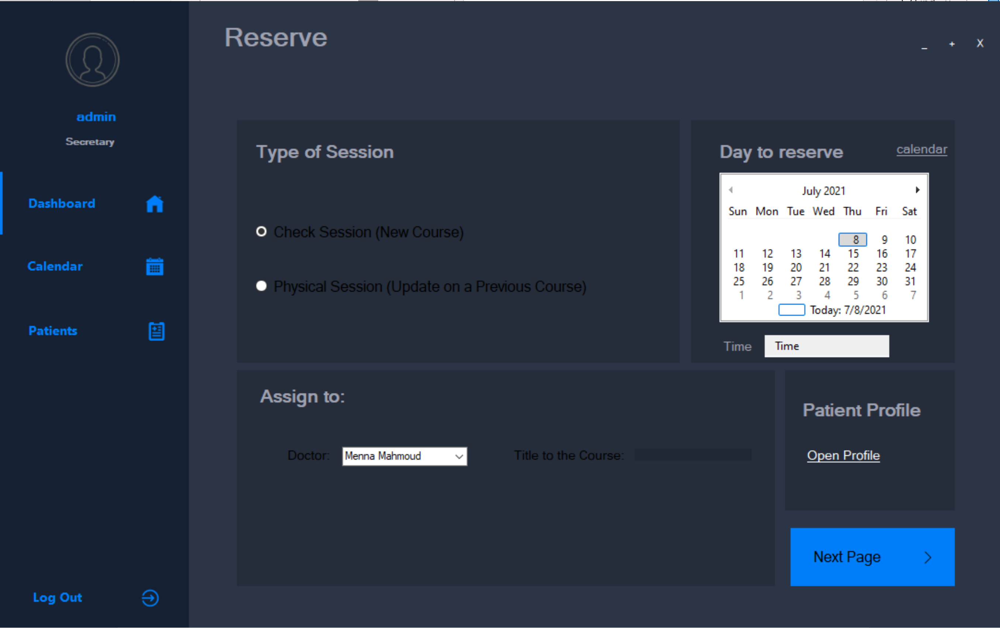 Reserve
_ + X
admin
Secretary
Dashboard
Calendar
Patients
Log Out
Type of Session
Check Session (New Course)
Physical Session (Update on a Previous Course)
Day to reserve
calendar
July 2021
Sun Mon Tue Wed Thu Fri Sat
8 9 10
11 12 13 14 15 16 17
18 19 20 21 22 23 24
25 26 27 28 29 30 31
1 2 3 4 5 6 7
Today: 7/8/2021
Time Time
Assign to:
Doctor: Menna Mahmoud Title to the Course:
Patient Profile
Open Profile
Next Page